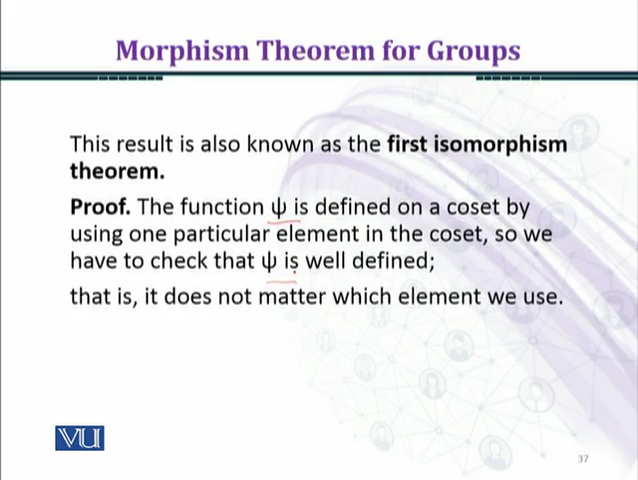 Morphism Theorem for Groups
This result is also known as the first isomorphism
theorem.
Proof. The function ψ is defined on a coset by
using one particular element in the coset, so we
have to check that ψ is well defined;
that is, it does not matter which element we use.
VU
37